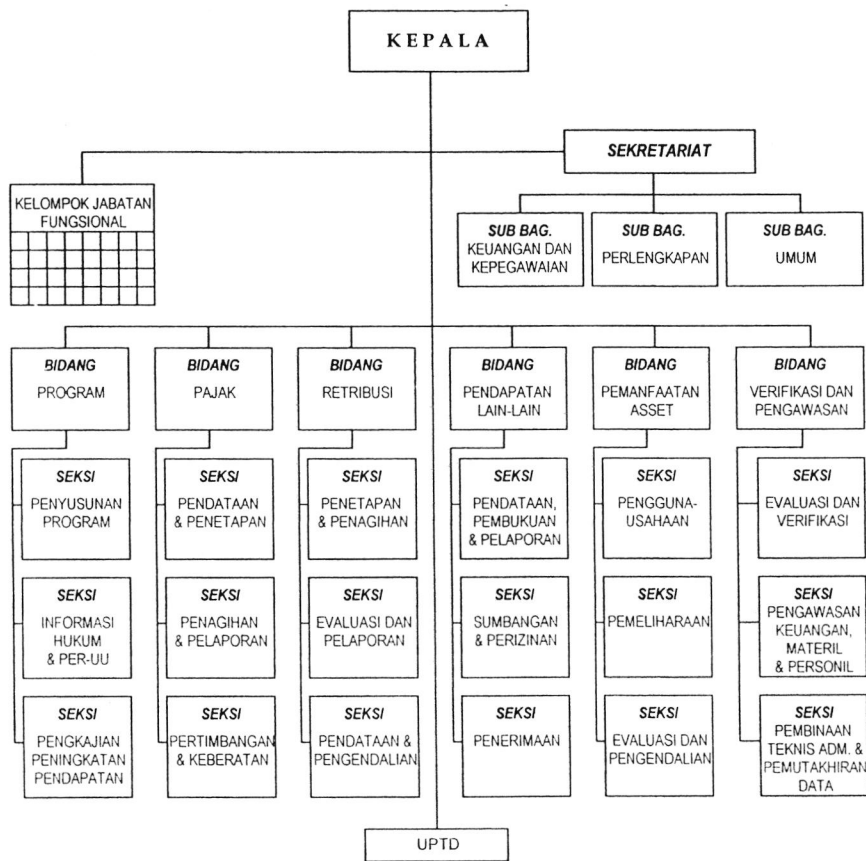 KEPALA
SEKRETARIAT
KELOMPOK JABATAN
FUNGSIONAL
SUB BAG.
KEUANGAN DAN
KEPEGAWAIAN
SUB BAG.
PERLENGKAPAN
SUB BAG.
UMUM
BIDANG
PROGRAM
BIDANG
PAJAK
BIDANG
RETRIBUSI
BIDANG
PENDAPATAN
LAIN-LAIN
BIDANG
PEMANFAATAN
ASSET
BIDANG
VERIFIKASI DAN
PENGAWASAN
SEKSI
PENYUSUNAN
PROGRAM
SEKSI
PENDATAAN
& PENETAPAN
SEKSI
PENETAPAN
& PENAGIHAN
SEKSI
PENDATAAN,
PEMBUKUAN
& PELAPORAN
SEKSI
PENGGUNA-
USAHAAN
SEKSI
EVALUASI DAN
VERIFIKASI
SEKSI
INFORMASI
HUKUM
& PER-UU
SEKSI
PENAGIHAN
& PELAPORAN
SEKSI
EVALUASI DAN
PELAPORAN
SEKSI
SUMBANGAN
& PERIZINAN
SEKSI
PEMELIHARAAN
SEKSI
PENGAWASAN
KEUANGAN,
MATERIL
& PERSONIL
SEKSI
PENGKAJIAN
PENINGKATAN
PENDAPATAN
SEKSI
PERTIMBANGAN
& KEBERATAN
SEKSI
PENDATAAN &
PENGENDALIAN
SEKSI
PENERIMAAN
SEKSI
EVALUASI DAN
PENGENDALIAN
SEKSI
PEMBINAAN
TEKNIS ADM. &
PEMUTAKHIRAN
DATA
UPTD